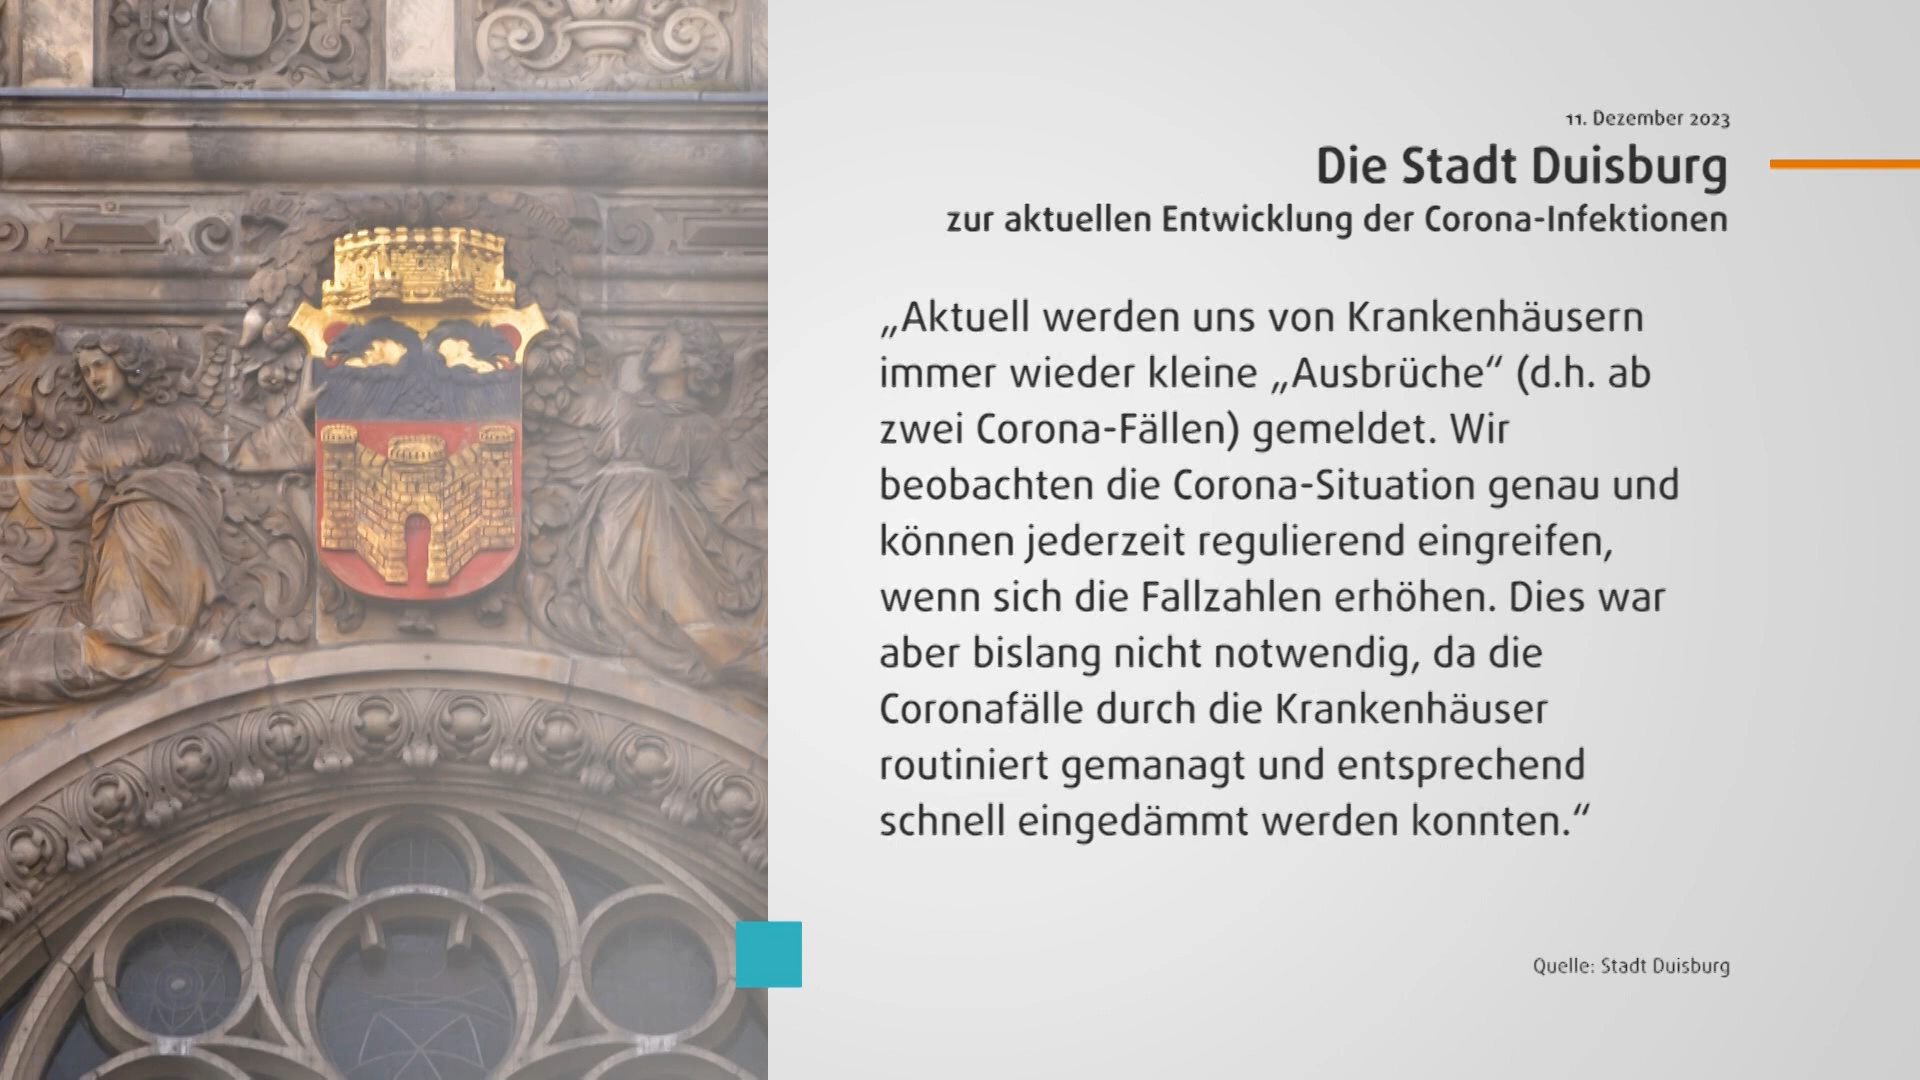 11. Dezember 2023
Die Stadt Duisburg
zur aktuellen Entwicklung der Corona-Infektionen
„Aktuell werden uns von Krankenhäusern
immer wieder kleine „Ausbrüche“ (d.h. ab
zwei Corona-Fällen) gemeldet. Wir
beobachten die Corona-Situation genau und
können jederzeit regulierend eingreifen,
wenn sich die Fallzahlen erhöhen. Dies war
aber bislang nicht notwendig, da die
Coronafälle durch die Krankenhäuser
routiniert gemanagt und entsprechend
schnell eingedämmt werden konnten.“
Quelle: Stadt Duisburg